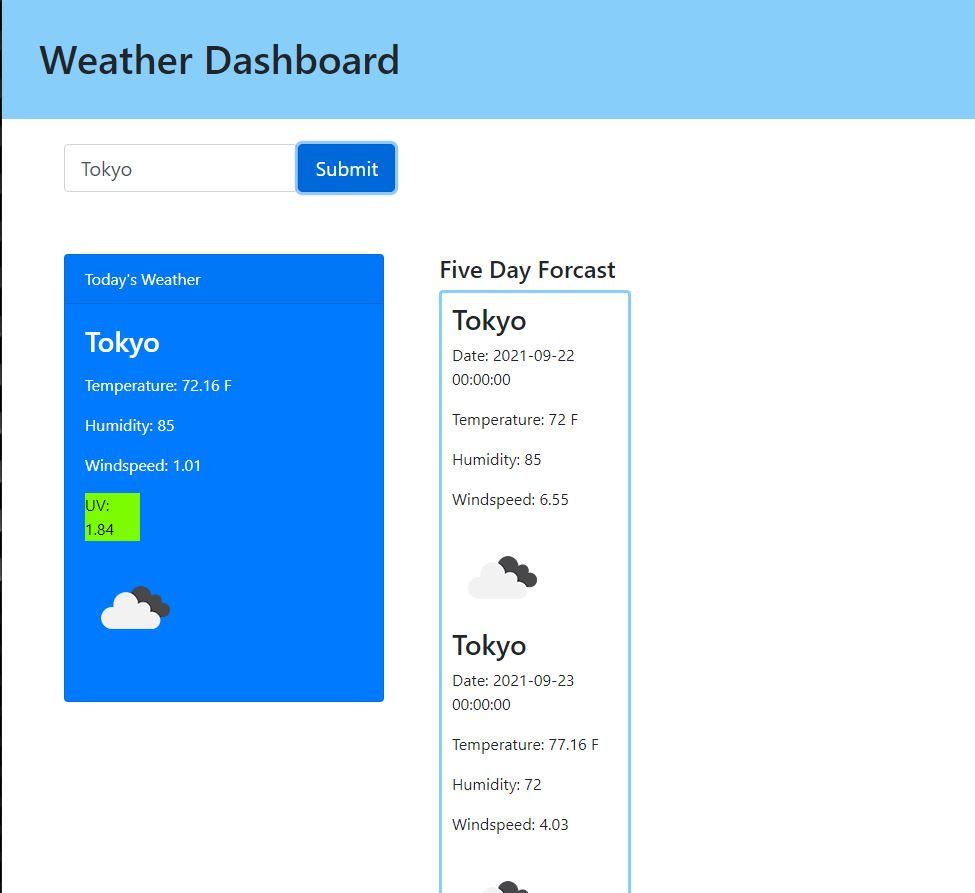 Weather Dashboard
Tokyo
Submit
Today's Weather
Tokyo
Temperature: 72.16 F
Humidity: 85
Windspeed: 1.01
UV:
1.84
Five Day Forcast
Tokyo
Date: 2021-09-22
00:00:00
Temperature: 72 F
Humidity: 85
Windspeed: 6.55
Tokyo
Date: 2021-09-23
00:00:00
Temperature: 77.16 F
Humidity: 72
Windspeed: 4.03